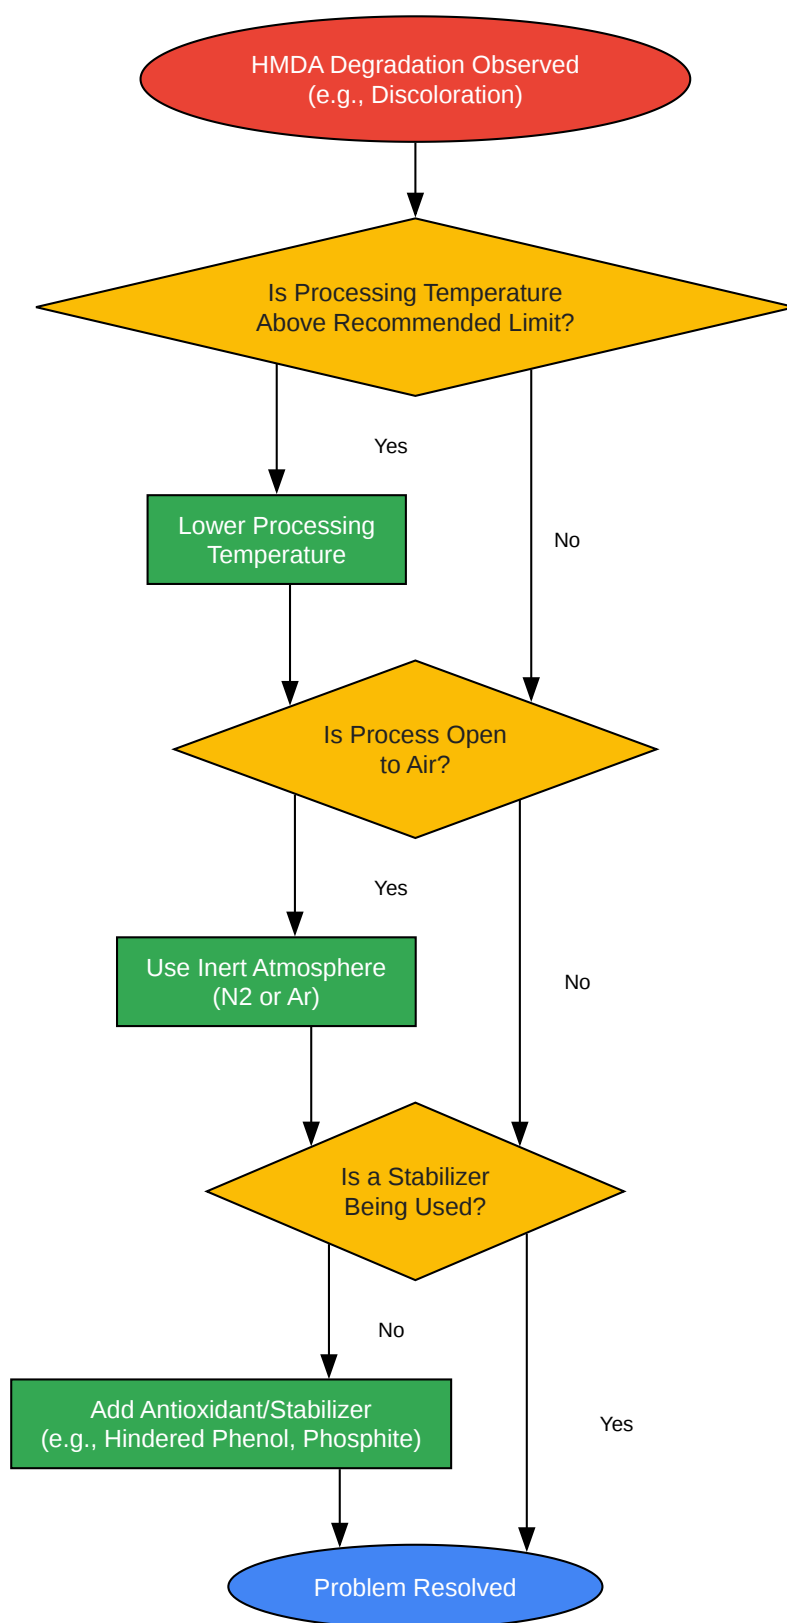 HMDA Degradation Observed
(e.g., Discoloration)
Is Processing Temperature
Above Recommended Limit?
Yes
Lower Processing
Temperature
No
Is Process Open
to Air?
Yes
Use Inert Atmosphere
(N2 or Ar)
No
Is a Stabilizer
Being Used?
No
Add Antioxidant/Stabilizer
(e.g., Hindered Phenol, Phosphite)
Yes
Problem Resolved